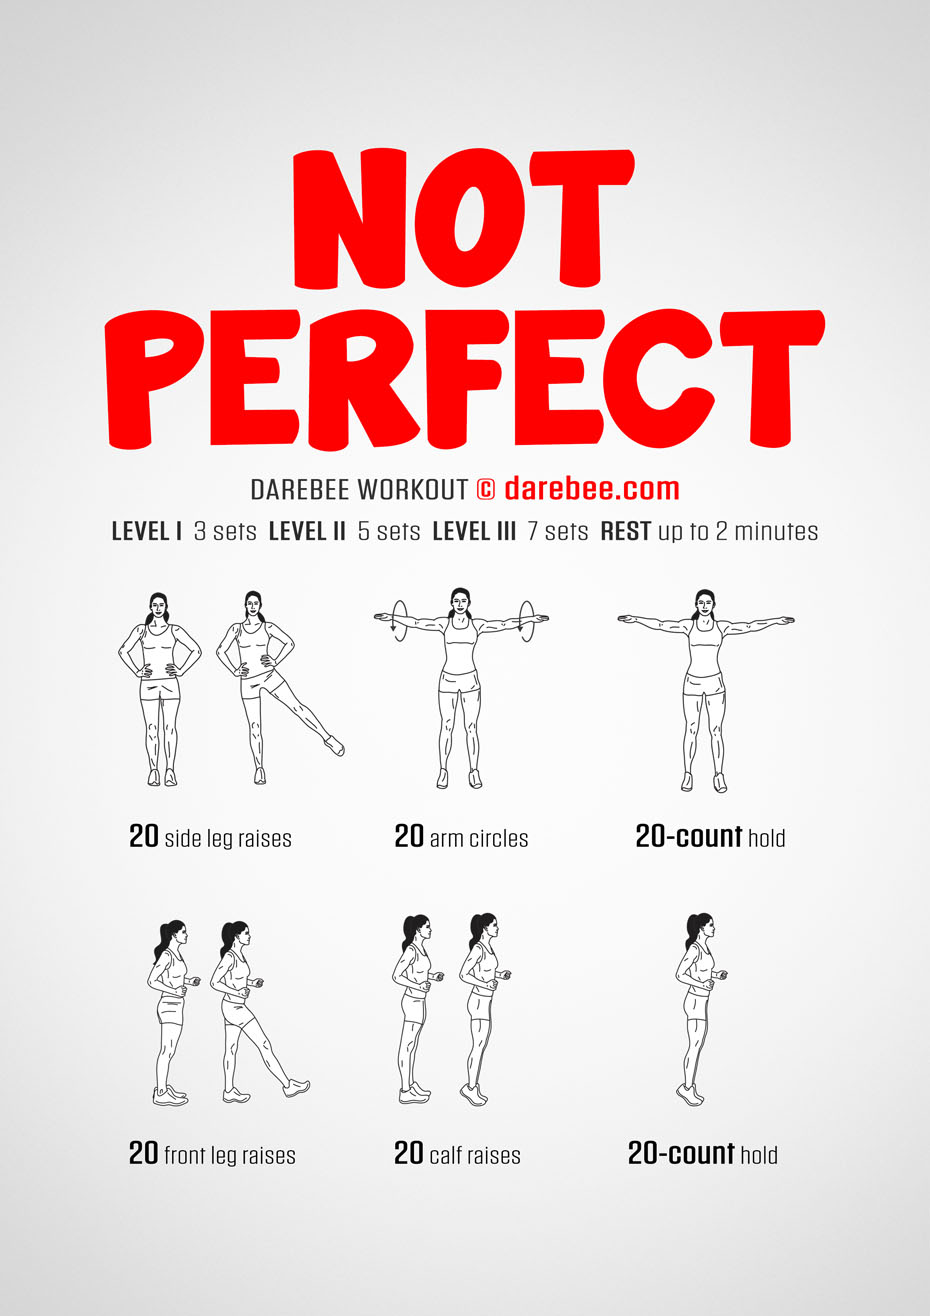 NOT
PERFECT
DAREBEE WORKOUT © darebee.com
LEVEL I 3 sets LEVEL II 5 sets LEVEL III 7 sets REST up to 2 minutes
20 side leg raises
20 arm circles
20-count hold
20 front leg raises
20 calf raises
20-count hold